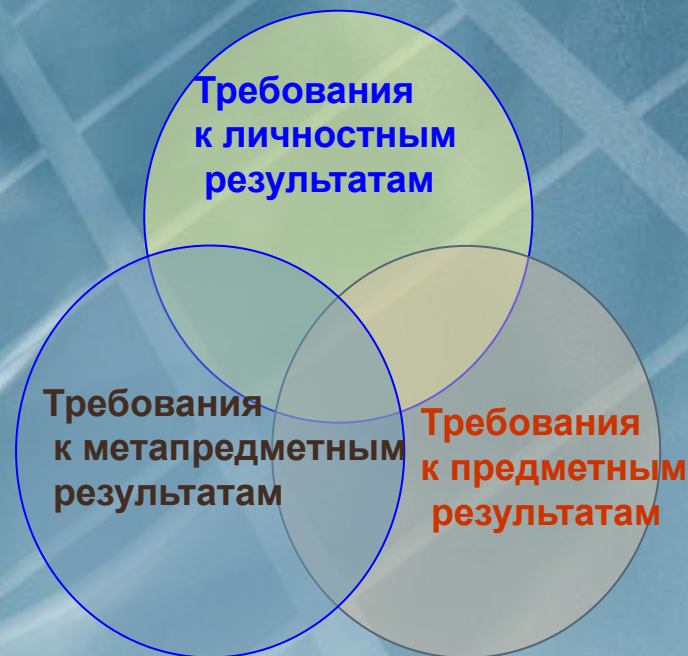 Требования
к личностным
результатам
Требования
к метапредметным
результатам
Требования
к предметным
результатам